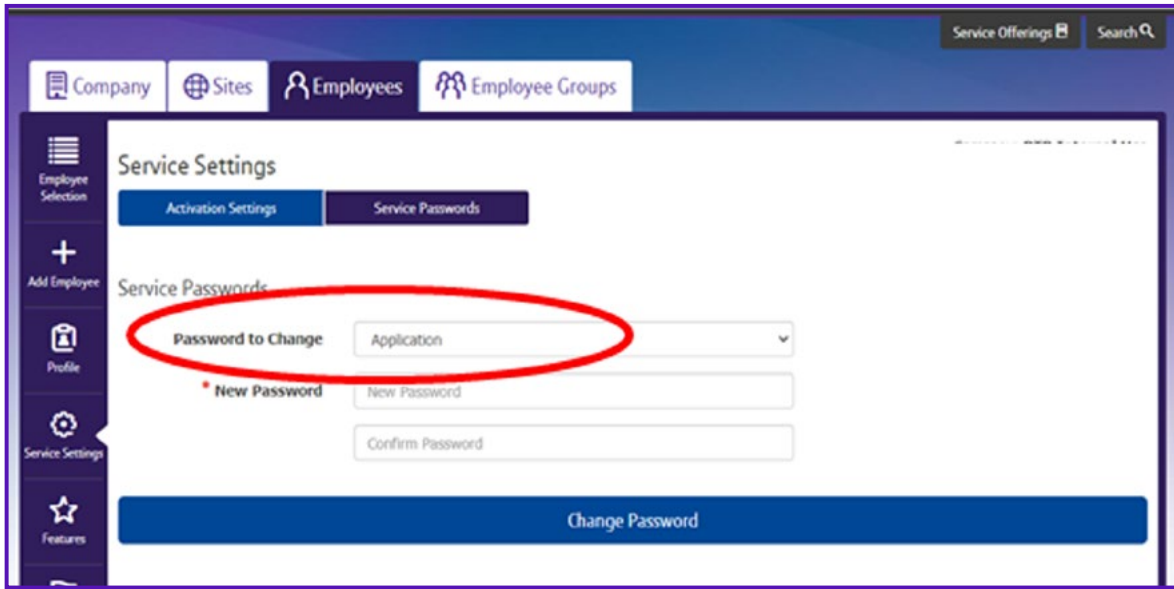 Service Offerings Search
Company Sites Employees Employee Groups
Employee
Selection
Service Settings
Activation Settings Service Passwords
Add Employee
Service Passwords
Password to Change Application
Profile
* New Password New Password
Confirm Password
Service Settings
Change Password
Features